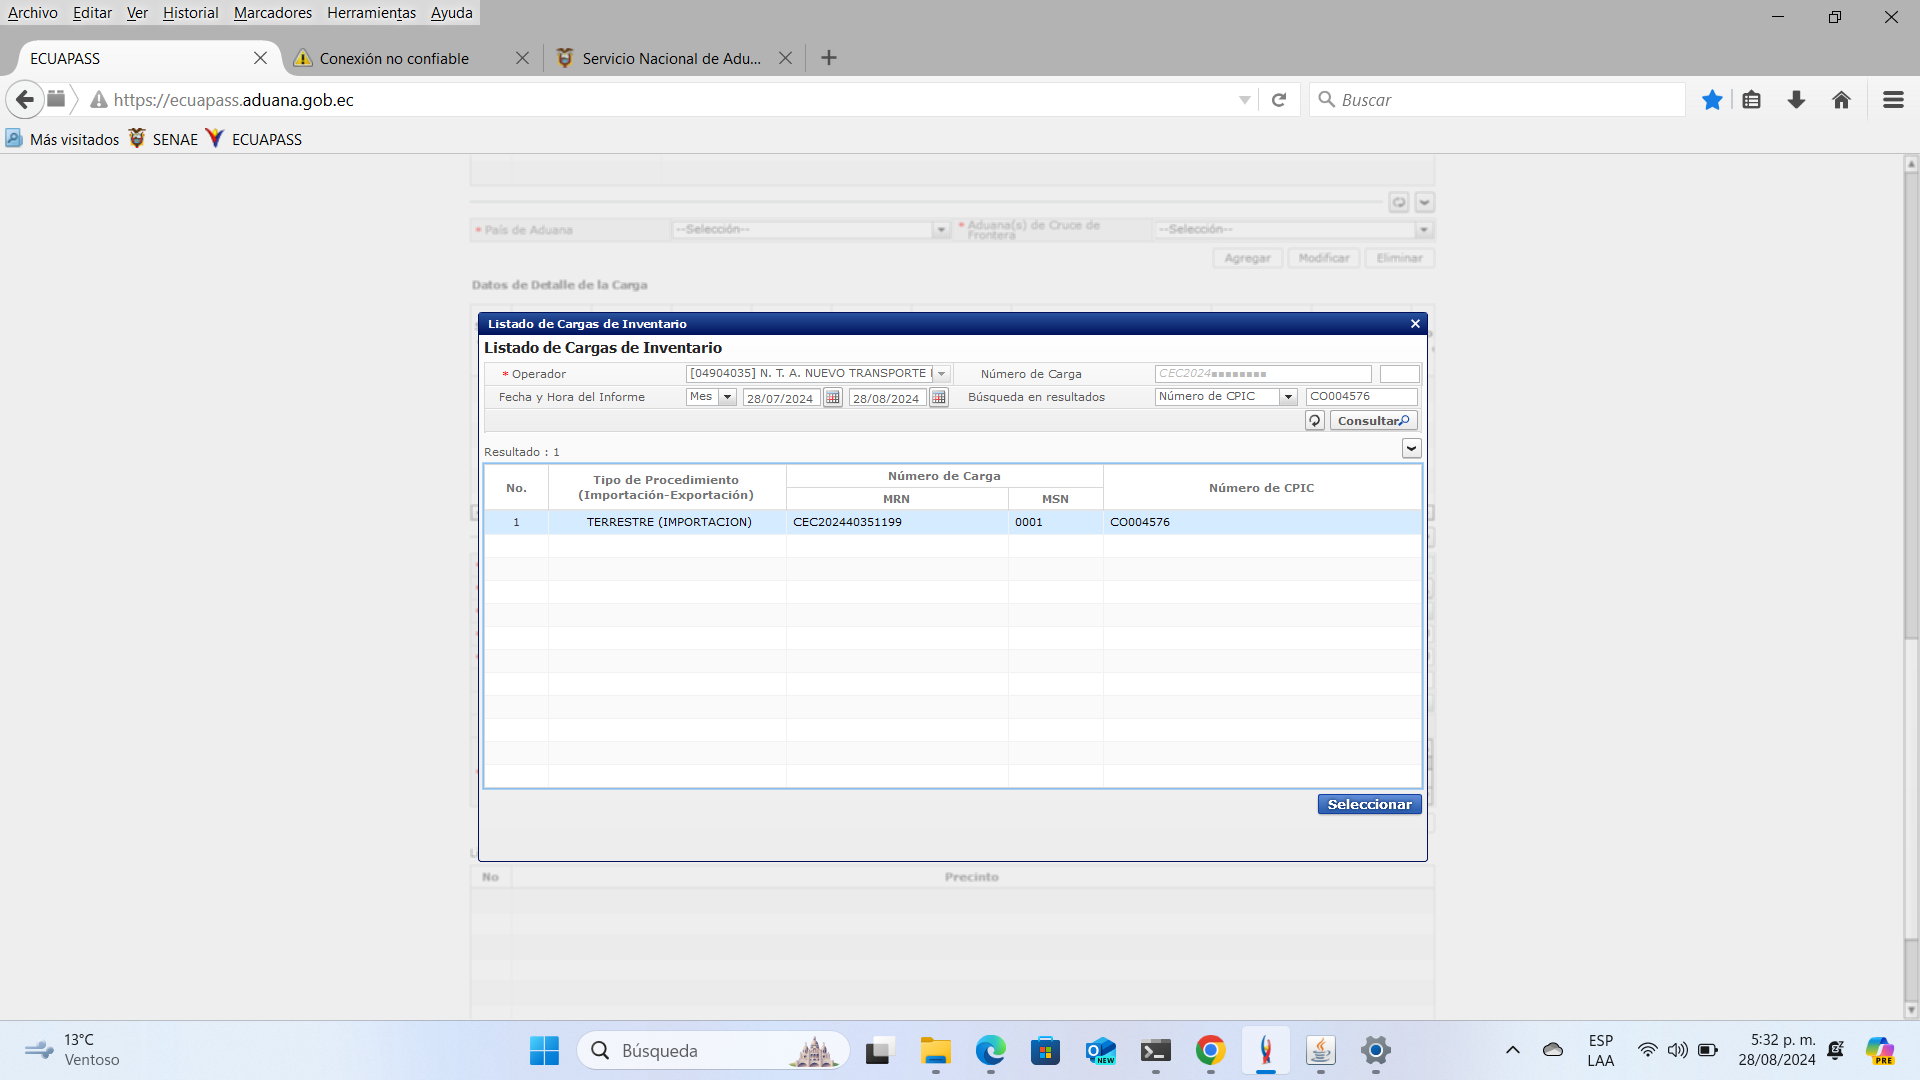 Archivo Editar Ver Historial Marcadores Herramientas Ayuda
ECUAPASS
Conexión no confiable
Servicio Nacional de Adu...
https://ecuapass.aduana.gob.ec
Buscar
Más visitados SENAE ECUAPASS
* País de Aduana --Selección-- * Aduana(s) de Cruce de Frontera --Selección--
Agregar Modificar Eliminar
Datos de Detalle de la Carga
Listado de Cargas de Inventario
Listado de Cargas de Inventario
* Operador [04904035] N. T. A. NUEVO TRANSPORTE Número de Carga CEC2024
Fecha y Hora del Informe Mes 28/07/2024 28/08/2024 Búsqueda en resultados Número de CPIC CO004576
Consultar
Resultado : 1
No. Tipo de Procedimiento (Importación-Exportación) Número de Carga Número de CPIC
MRN MSN
1 TERRESTRE (IMPORTACION) CEC202440351199 0001 CO004576
Seleccionar
No Precinto
13°C
Ventoso
Búsqueda
NEW
ESP
LAA
5:32 p. m.
28/08/2024
PRE